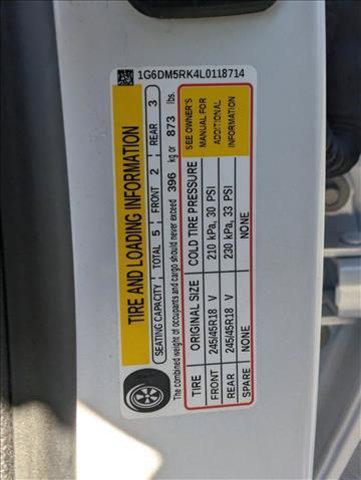 1G6DM5RK4L0118714
TIRE AND LOADING INFORMATION
SEATING CAPACITY TOTAL 5 FRONT 2 REAR 3
The combined weight of occupants and cargo should never exceed 396 kg or 873 lbs.
TIRE ORIGINAL SIZE COLD TIRE PRESSURE
FRONT 245/45R18 V 210 kPa, 30 PSI
REAR 245/45R18 V 230 kPa, 33 PSI
SPARE NONE NONE
SEE OWNER'S
MANUAL FOR
ADDITIONAL
INFORMATION